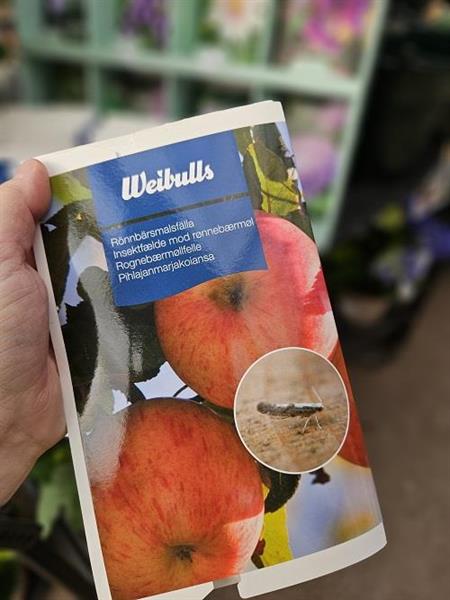 Weibulls
Rönnbärsmalsfälla
Insektfælde mod rønnebærmøl
Rognebærmøllfelle
Pihlajanmarjakoiansa